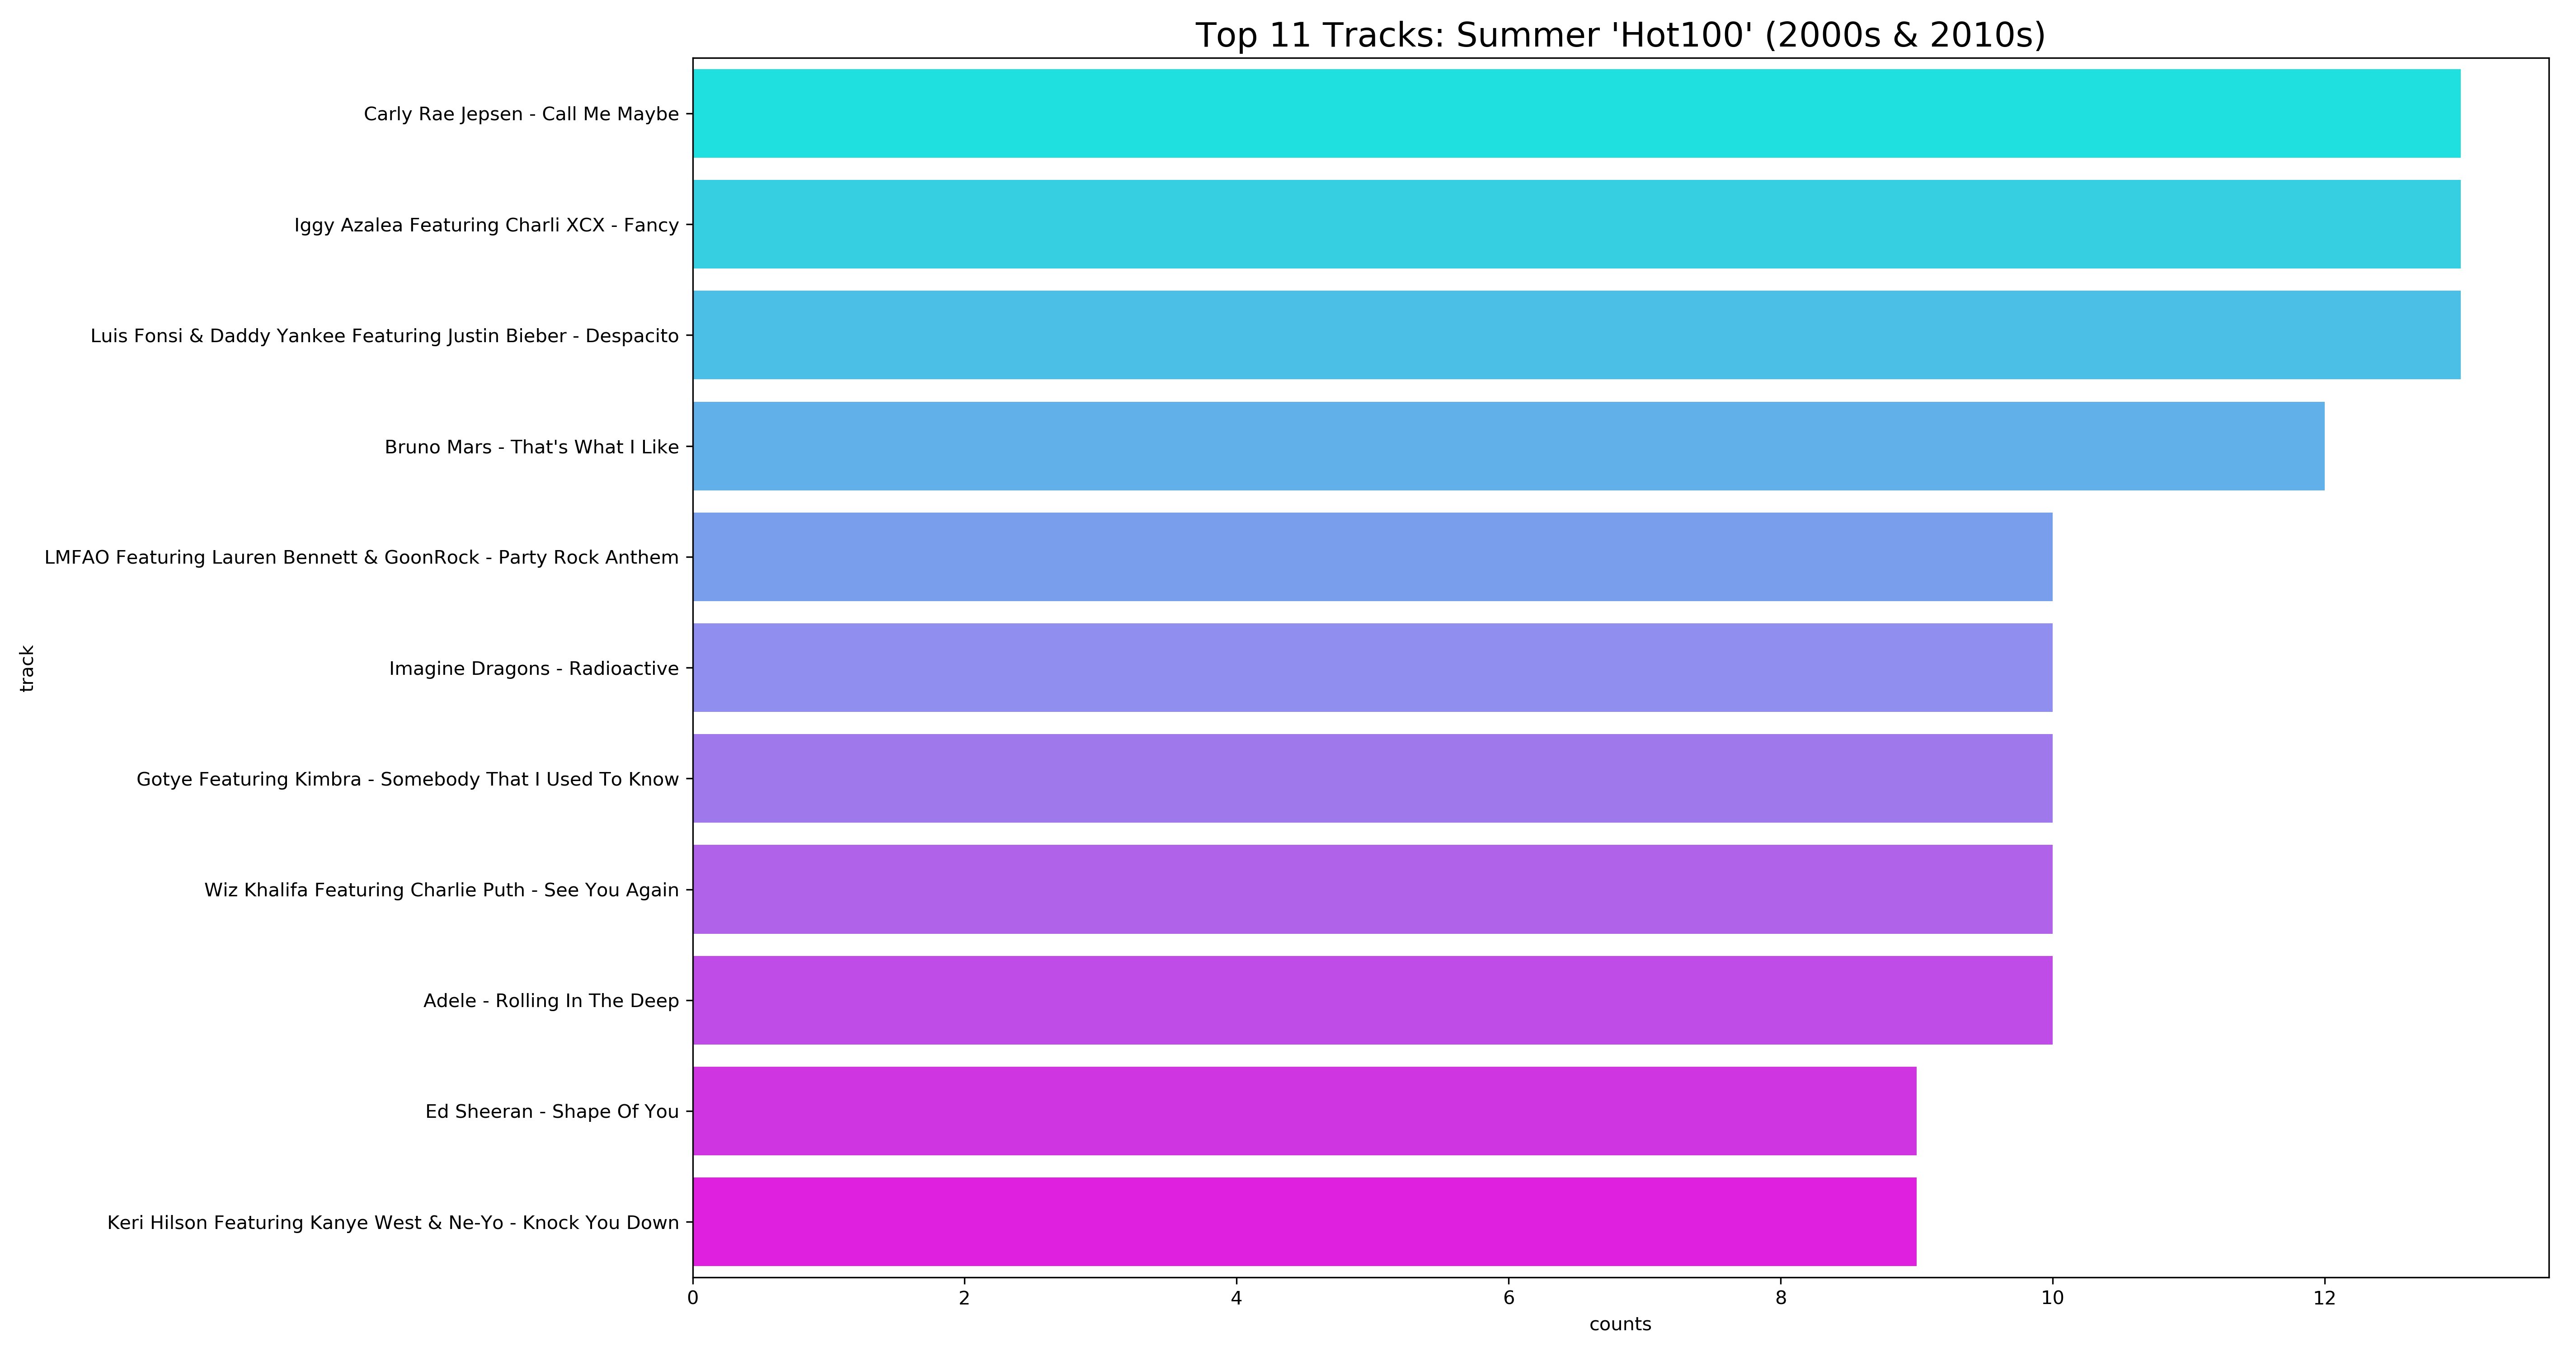 Top 11 Tracks: Summer 'Hot100' (2000s & 2010s)
Carly Rae Jepsen - Call Me Maybe
Iggy Azalea Featuring Charli XCX - Fancy
Luis Fonsi & Daddy Yankee Featuring Justin Bieber - Despacito
Bruno Mars - That's What I Like
LMFAO Featuring Lauren Bennett & GoonRock - Party Rock Anthem
Imagine Dragons - Radioactive
Gotye Featuring Kimbra - Somebody That I Used To Know
Wiz Khalifa Featuring Charlie Puth - See You Again
Adele - Rolling In The Deep
Ed Sheeran - Shape Of You
Keri Hilson Featuring Kanye West & Ne-Yo - Knock You Down
track
0 2 4 6 8 10 12
counts